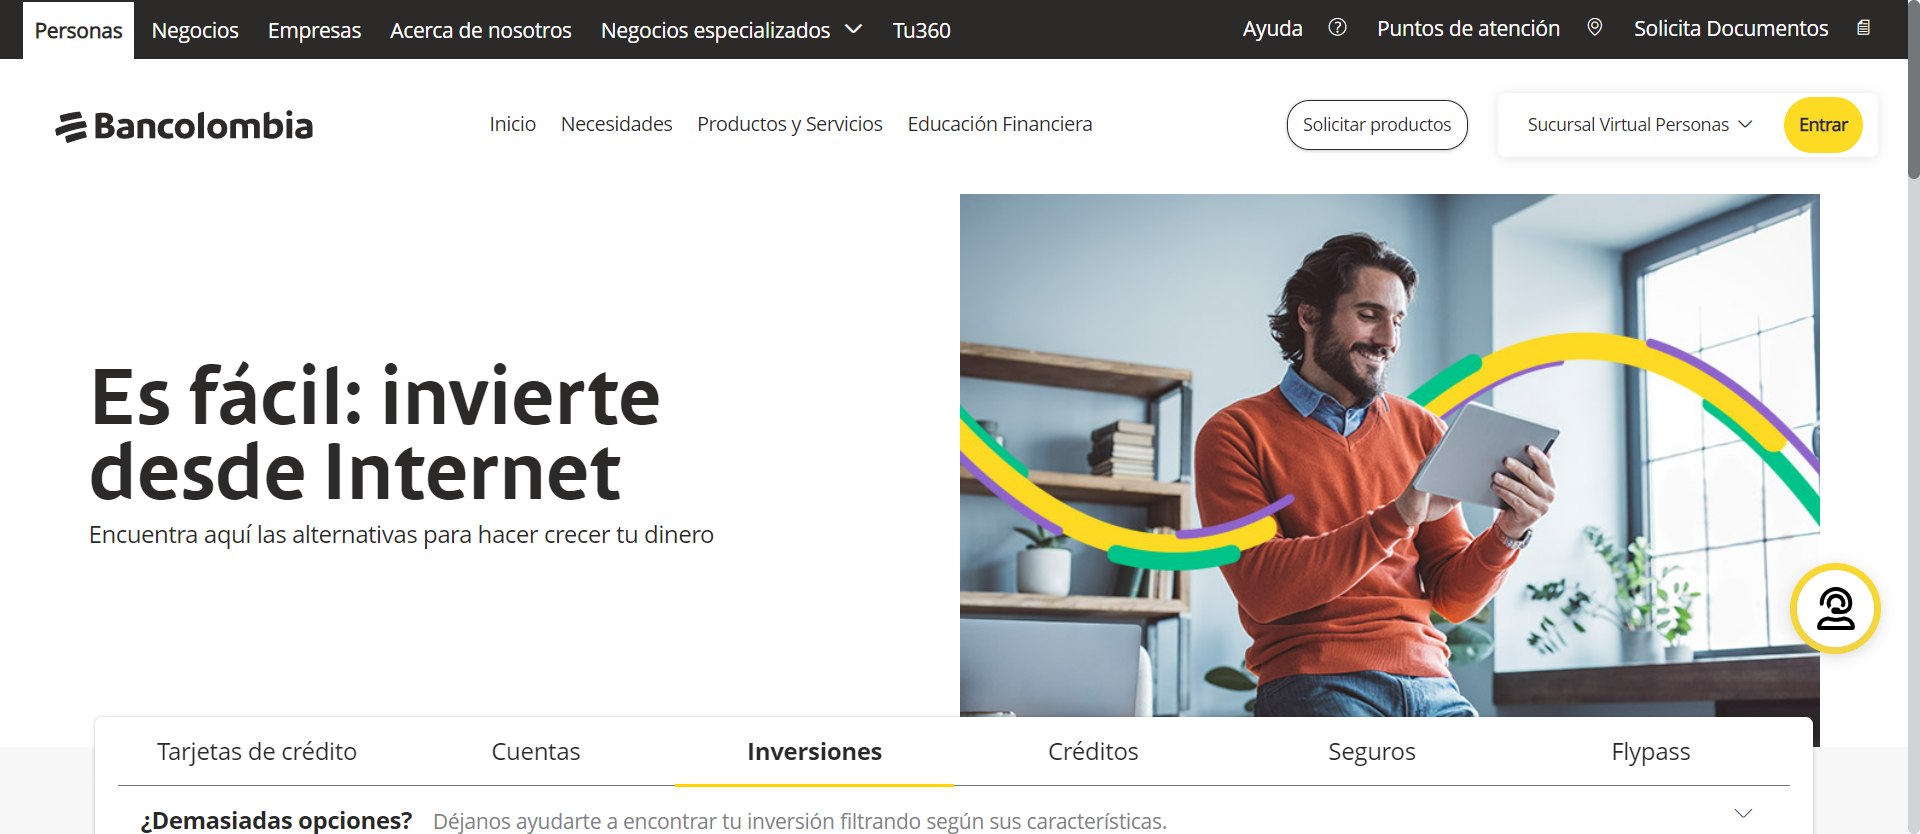 Personas Negocios Empresas Acerca de nosotros Negocios especializados Tu360 Ayuda Puntos de atención Solicita Documentos
Bancolombia Inicio Necesidades Productos y Servicios Educación Financiera Solicitar productos Sucursal Virtual Personas Entrar
Es fácil: invierte
desde Internet
Encuentra aquí las alternativas para hacer crecer tu dinero
Tarjetas de crédito Cuentas Inversiones Créditos Seguros Flypass
¿Demasiadas opciones? Déjanos ayudarte a encontrar tu inversión filtrando según sus características.